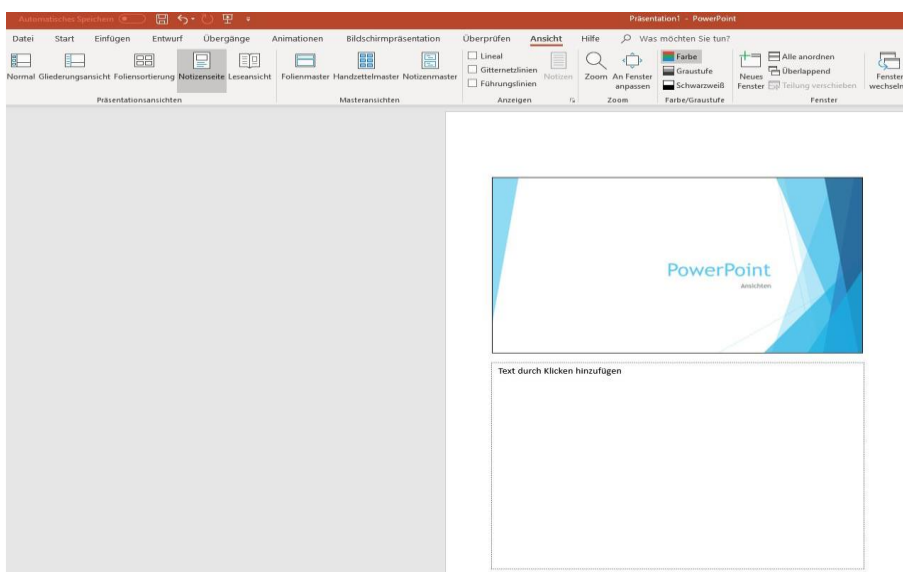 Automatisches Speichern
Präsentation1 - PowerPoint
Datei Start Einfügen Entwurf Übergänge Animationen Bildschirmpräsentation Überprüfen Ansicht Hilfe Was möchten Sie tun?
Normal Gliederungsansicht Foliensortierung Notizenseite Leseansicht
Präsentationsansichten
Folienmaster Handzettelmaster Notizenmaster
Masteransichten
Lineal
Gitternetzlinien
Führungslinien
Notizen
Anzeigen
Zoom An Fenster
anpassen
Zoom
Farbe
Graustufe
Schwarzweiß
Farbe/Graustufe
Neues
Fenster
Alle anordnen
Überlappend
Teilung verschieben
Fenster
Fenster
wechseln
PowerPoint
Ansichten
Text durch Klicken hinzufügen